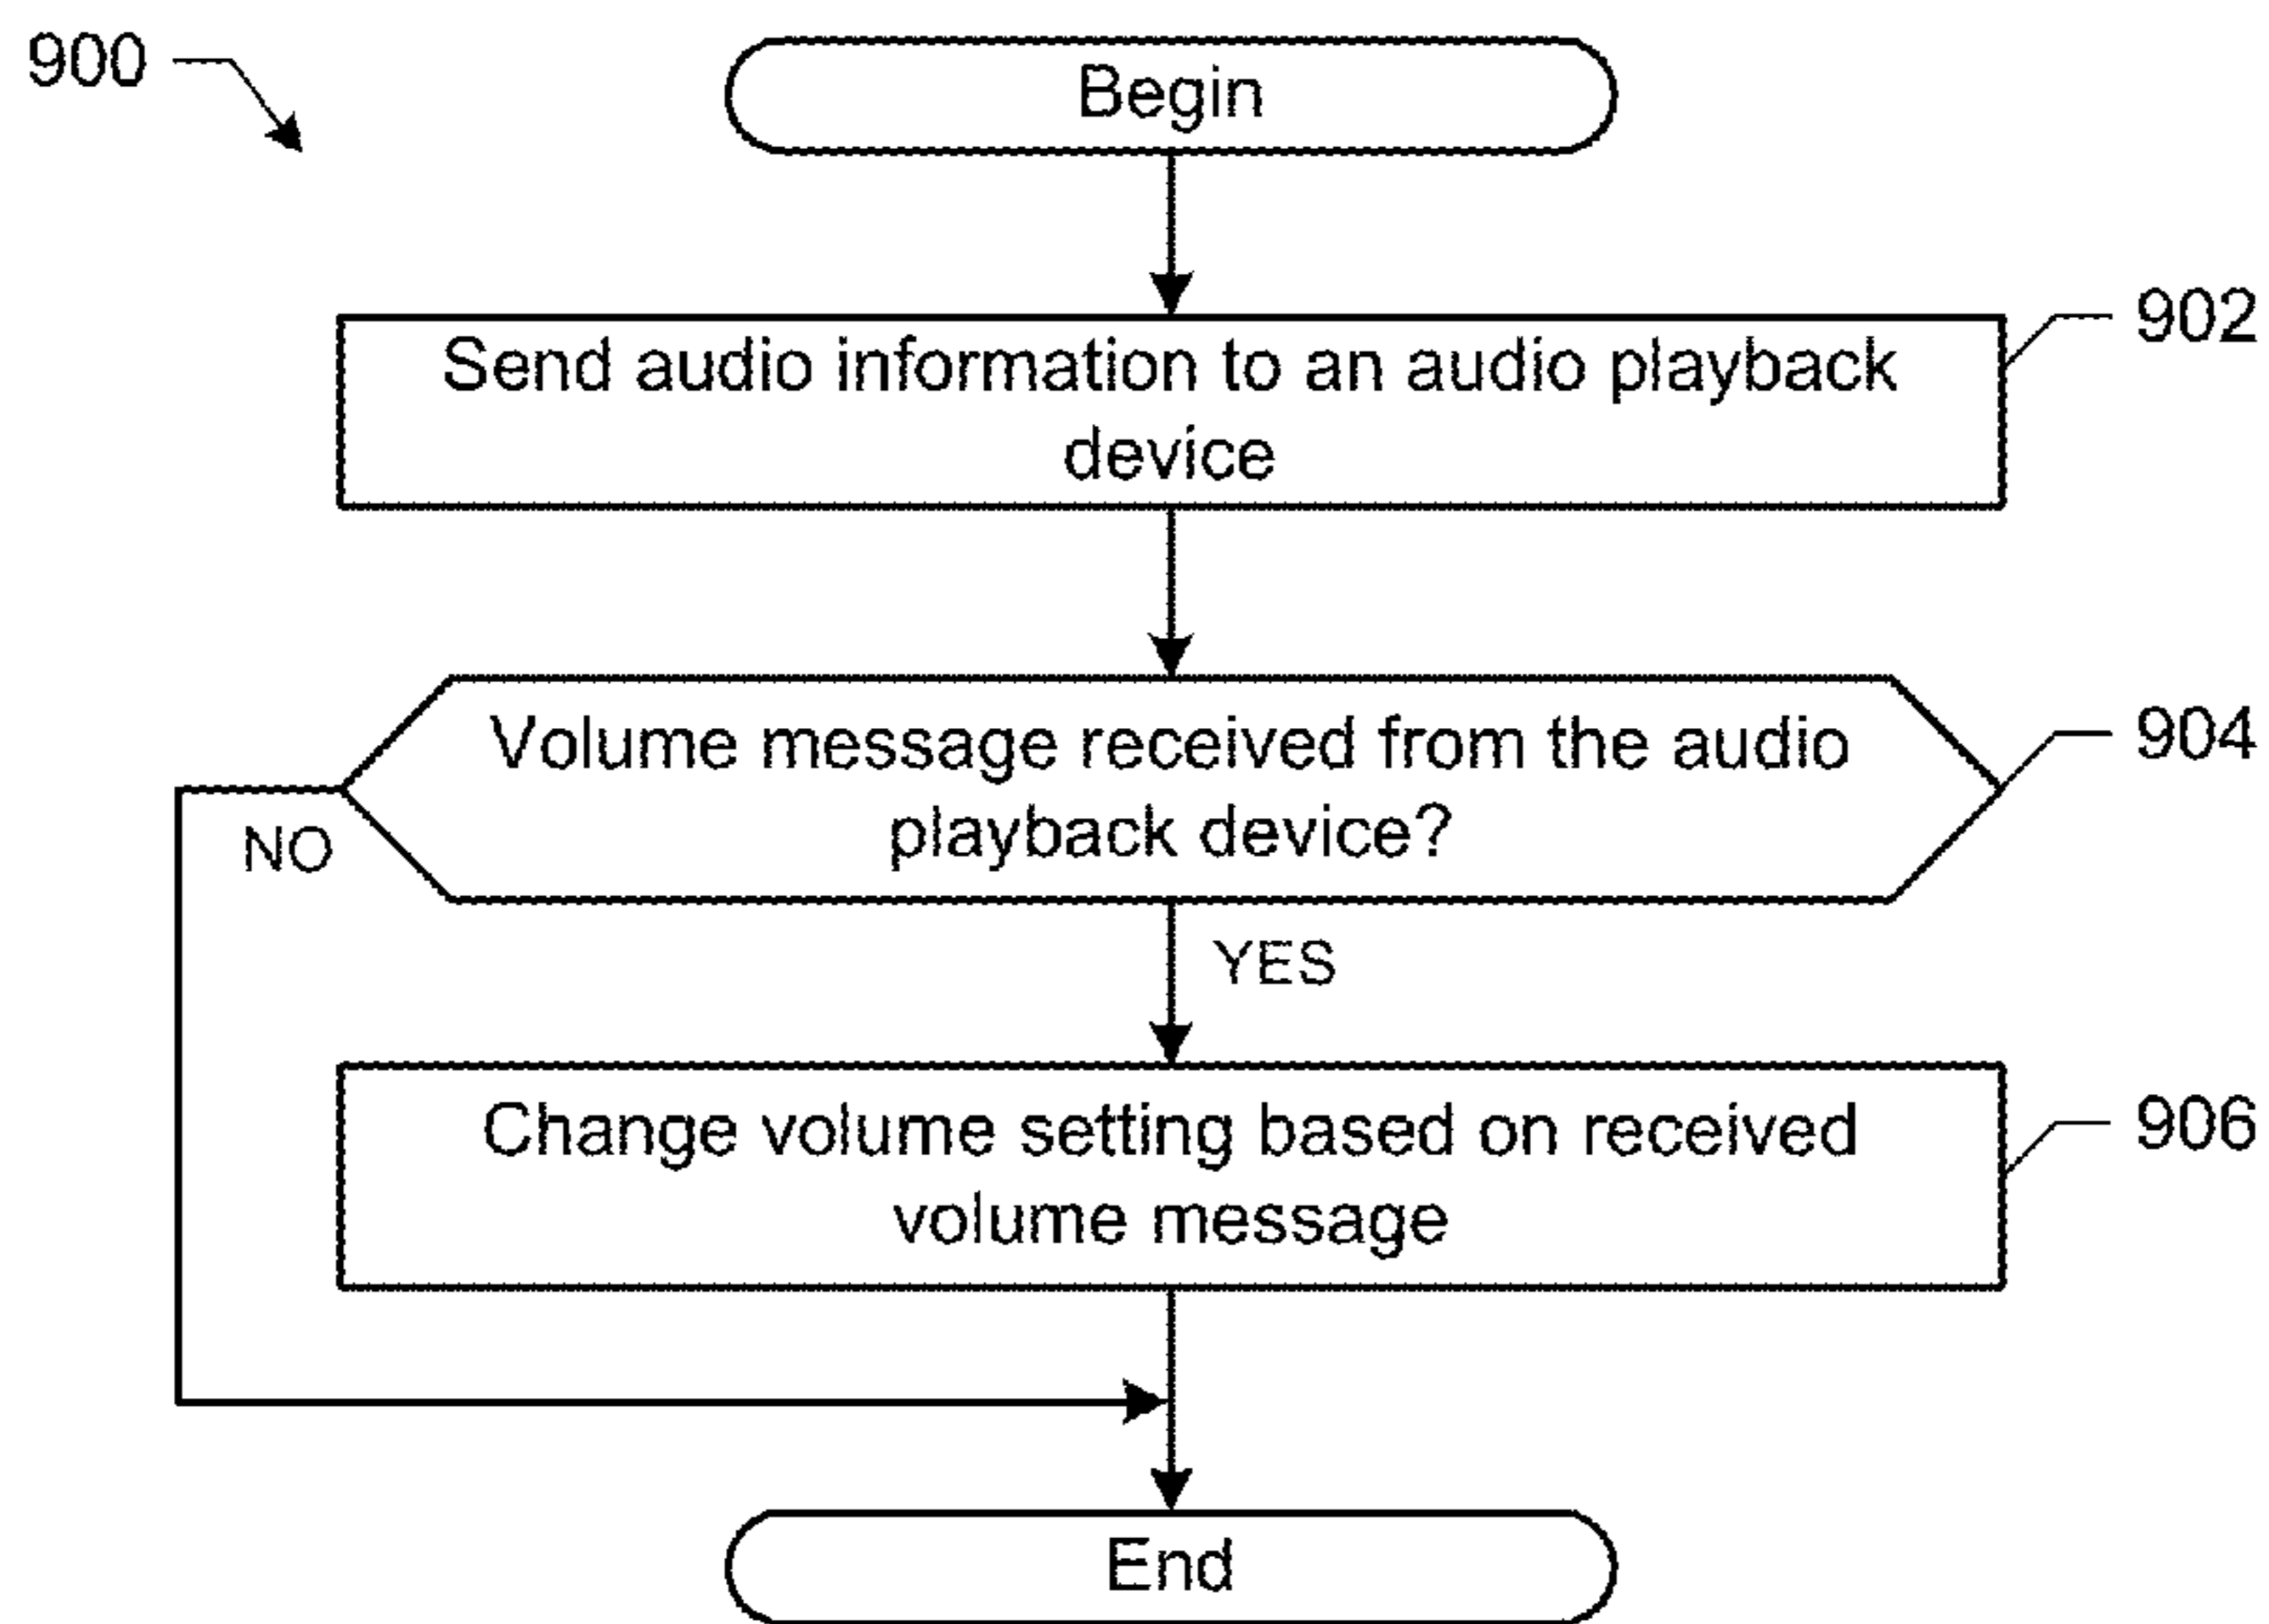 900
Begin
902
Send audio information to an audio playback
device
904
Volume message received from the audio
playback device?
NO
YES
906
Change volume setting based on received
volume message
End